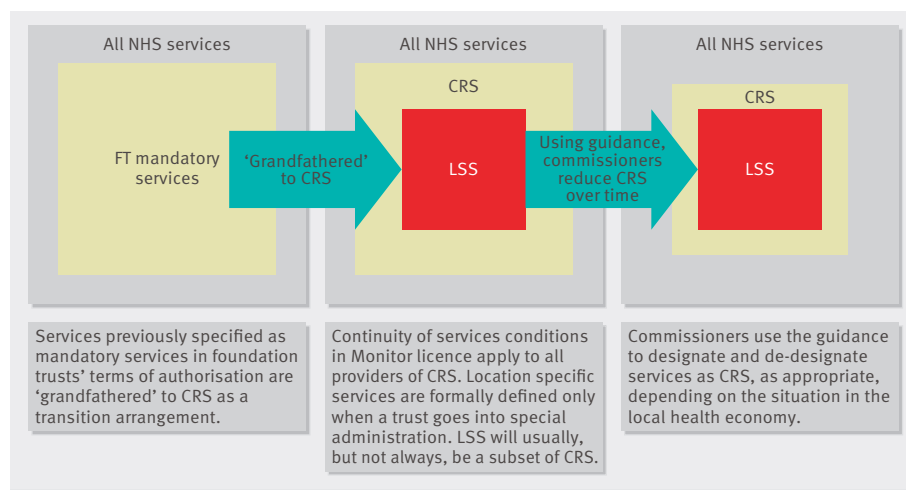 All NHS services
FT mandatory
services
'Grandfathered'
to CRS
All NHS services
CRS
LSS
Using guidance,
commissioners
reduce CRS
over time
All NHS services
CRS
LSS
Services previously specified as
mandatory services in foundation
trusts' terms of authorisation are
'grandfathered' to CRS as a
transition arrangement.
Continuity of services conditions
in Monitor licence apply to all
providers of CRS. Location specific
services are formally defined only
when a trust goes into special
administration. LSS will usually,
but not always, be a subset of CRS.
Commissioners use the guidance
to designate and de-designate
services as CRS, as appropriate,
depending on the situation in the
local health economy.